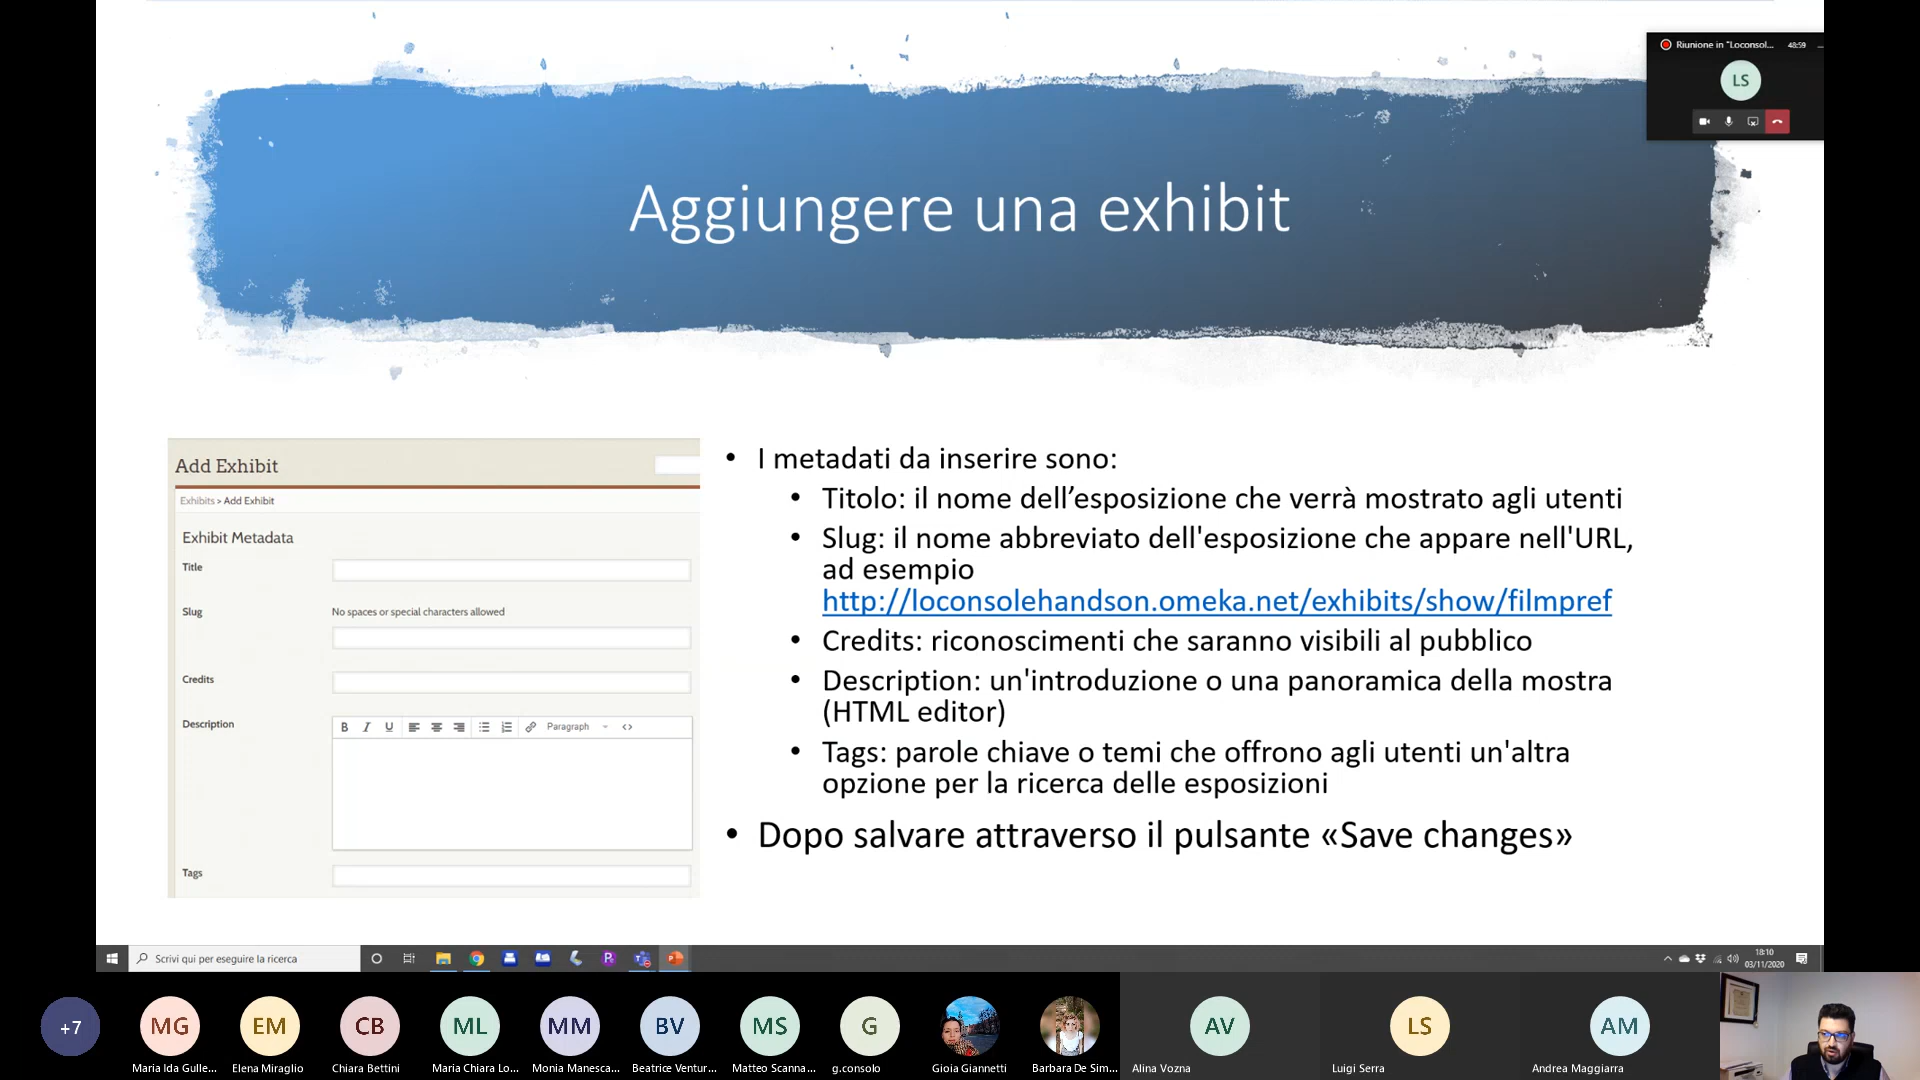 Riunione in "Loconsol... 48:59
LS
Aggiungere una exhibit
Add Exhibit
Exhibits > Add Exhibit
Exhibit Metadata
Title
Slug
No spaces or special characters allowed
Credits
Description
B I U Paragraph <>
Tags
• I metadati da inserire sono:
• Titolo: il nome dell’esposizione che verrà mostrato agli utenti
• Slug: il nome abbreviato dell'esposizione che appare nell'URL,
ad esempio
http://loconsolehandson.omeka.net/exhibits/show/filmpref
• Credits: riconoscimenti che saranno visibili al pubblico
• Description: un'introduzione o una panoramica della mostra
(HTML editor)
• Tags: parole chiave o temi che offrono agli utenti un'altra
opzione per la ricerca delle esposizioni
• Dopo salvare attraverso il pulsante «Save changes»
Scrivi qui per eseguire la ricerca
18:10
03/11/2020
+7 MG EM CB ML MM BV MS G AV LS AM
Maria Ida Gulle... Elena Miraglio Chiara Bettini Maria Chiara Lo... Monia Manesca... Beatrice Ventur... Matteo Scanna... g.consolo Gioia Giannetti Barbara De Sim... Alina Vozna Luigi Serra Andrea Maggiarra